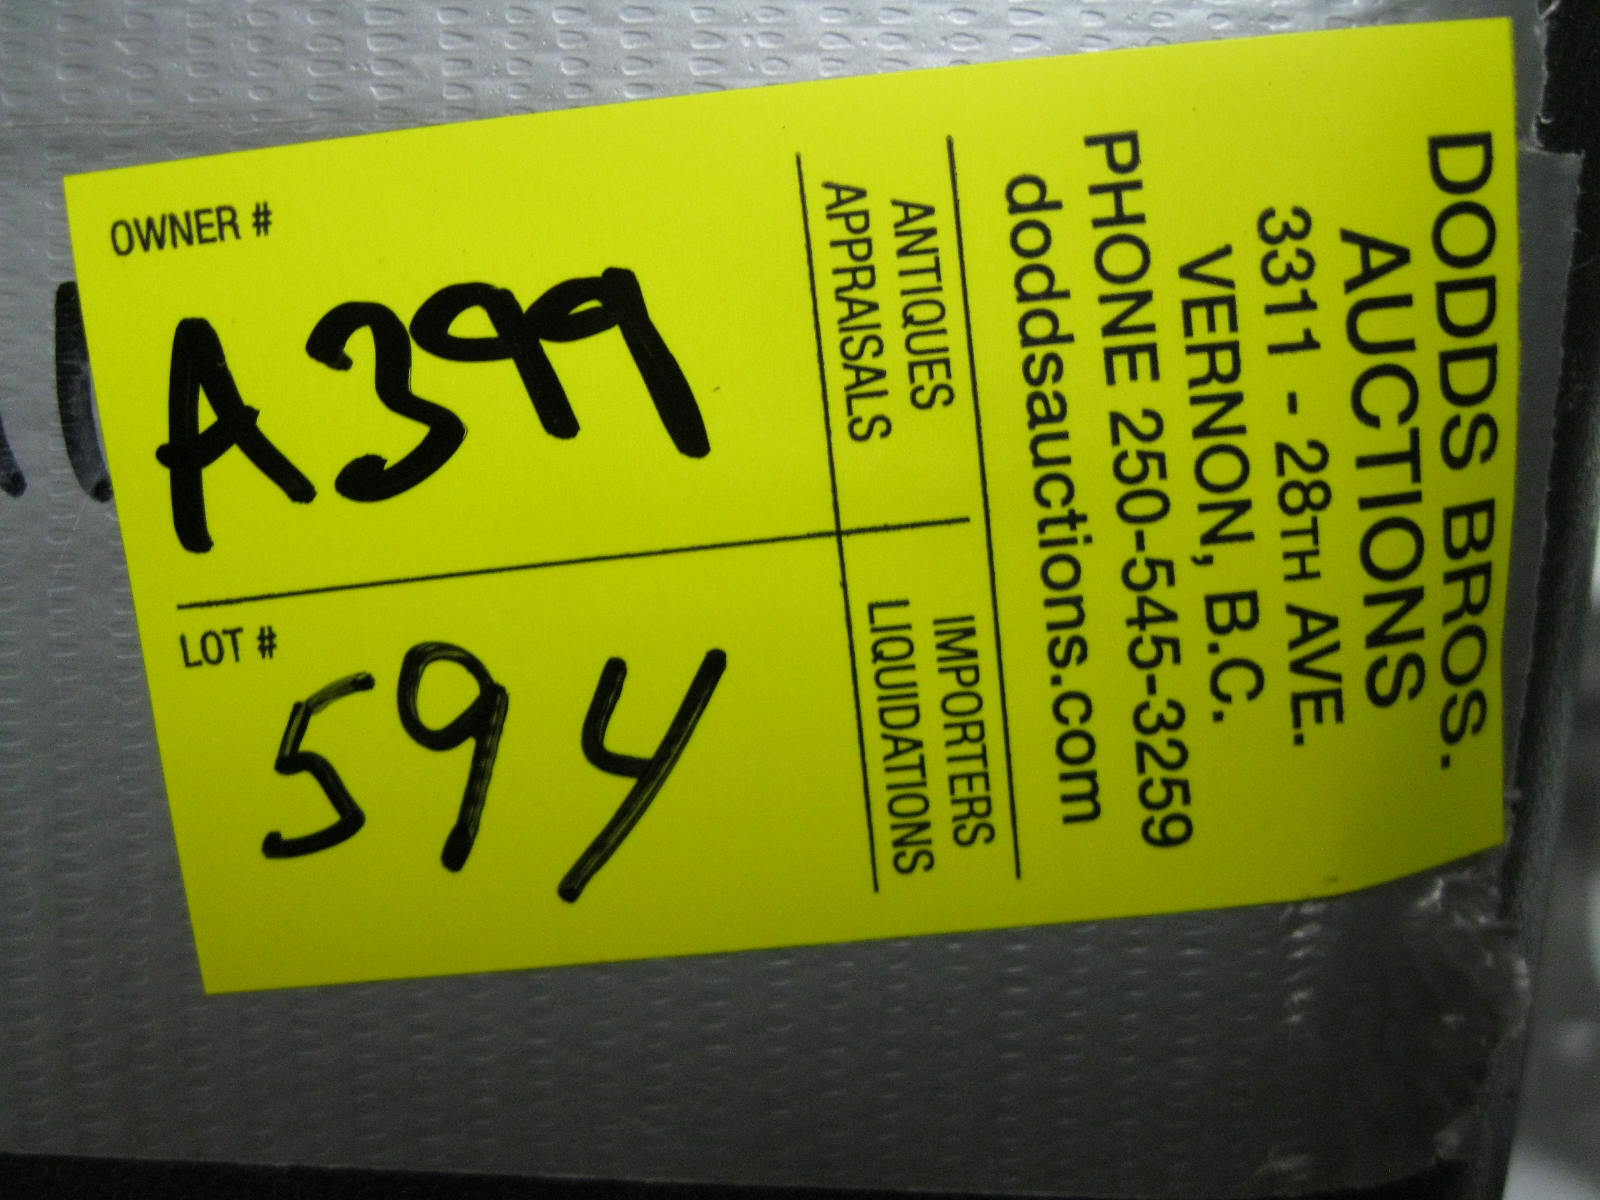 DODDS BROS.
AUCTIONS
3311 - 28TH AVE.
VERNON, B.C.
PHONE 250-545-3259
doddsauctions.com
ANTIQUES
APPRAISALS
IMPORTERS
LIQUIDATIONS
OWNER #
A399
LOT #
594